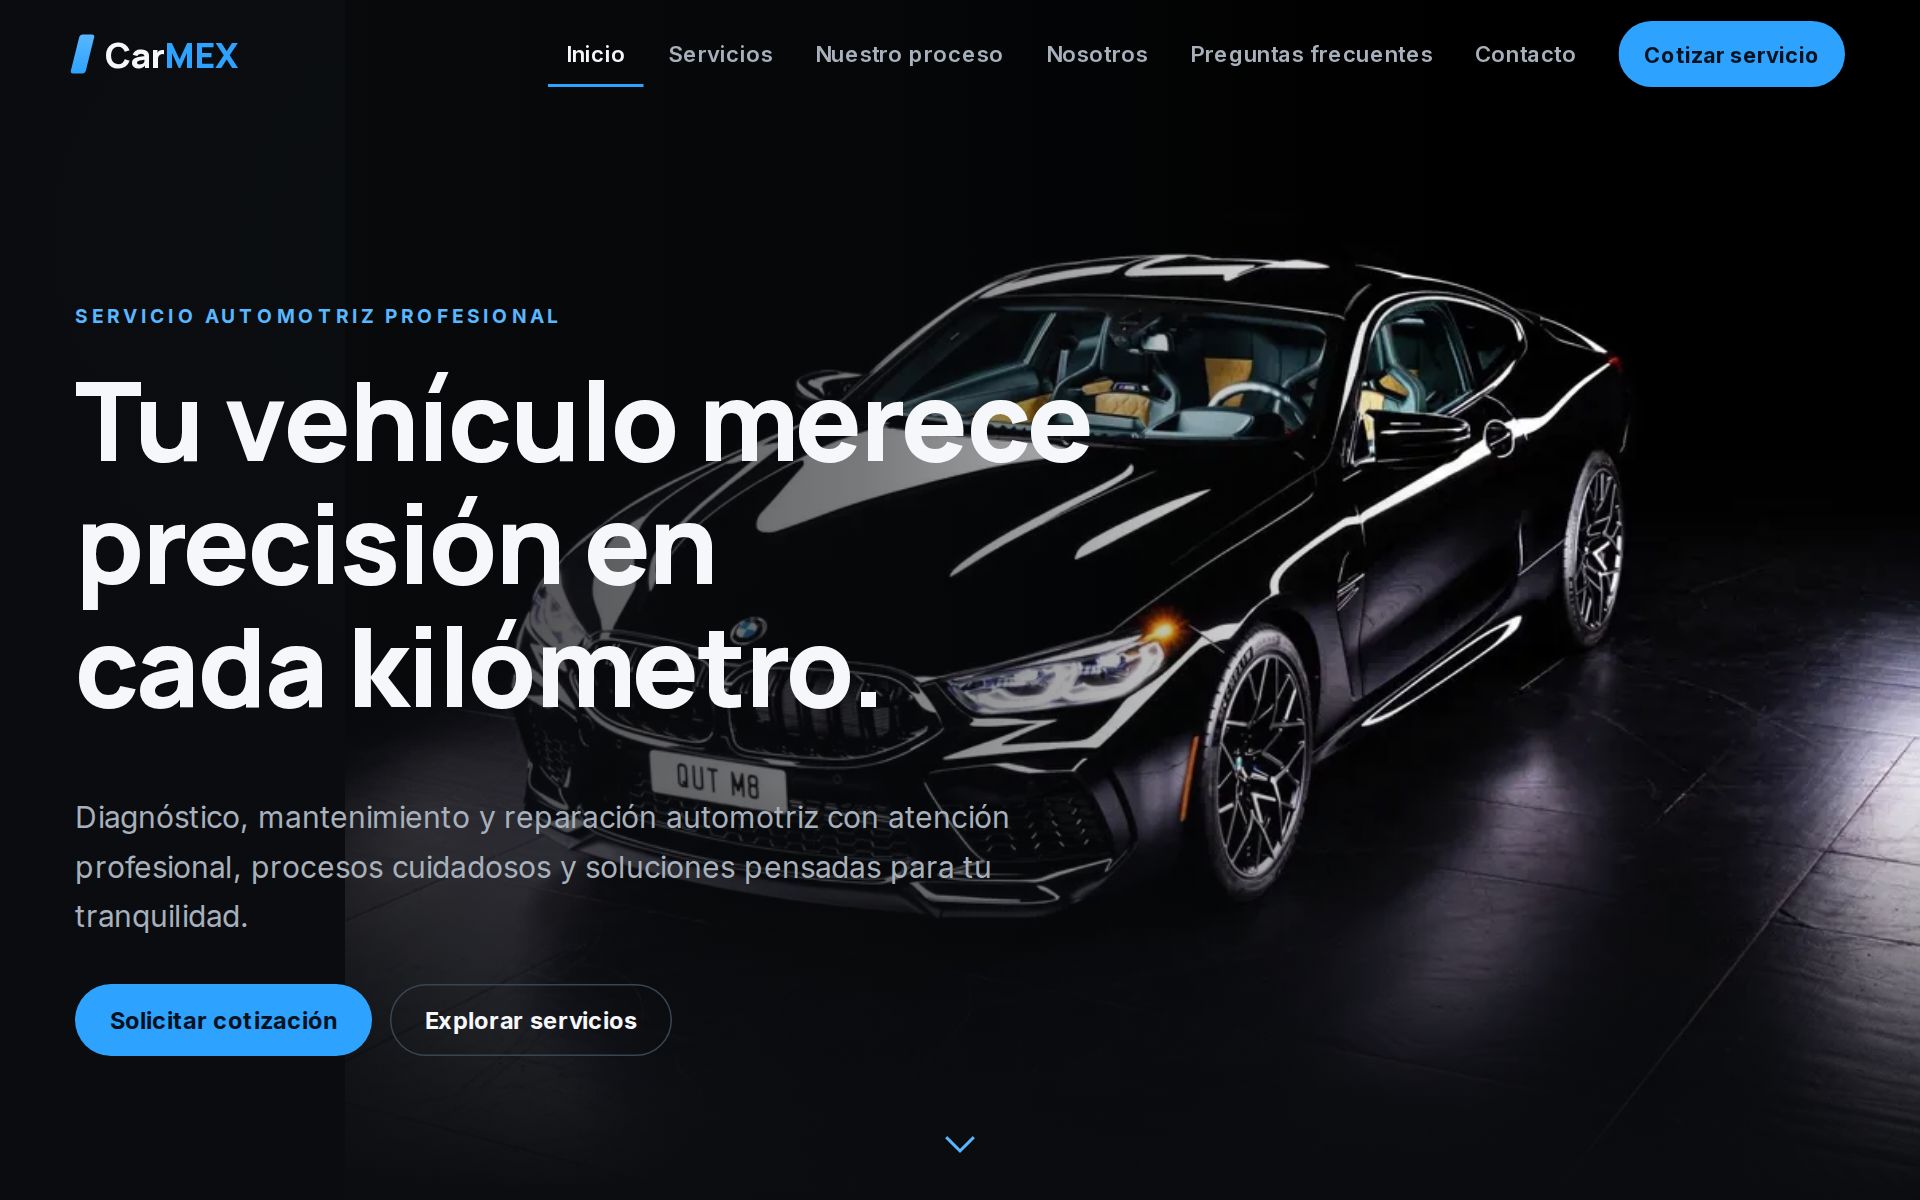 CarMEX
Inicio
Servicios
Nuestro proceso
Nosotros
Preguntas frecuentes
Contacto
Cotizar servicio
SERVICIO AUTOMOTRIZ PROFESIONAL
Tu vehículo merece
precisión en
cada kilómetro.
QUT M8
Diagnóstico, mantenimiento y reparación automotriz con atención
profesional, procesos cuidadosos y soluciones pensadas para tu
tranquilidad.
Solicitar cotización
Explorar servicios